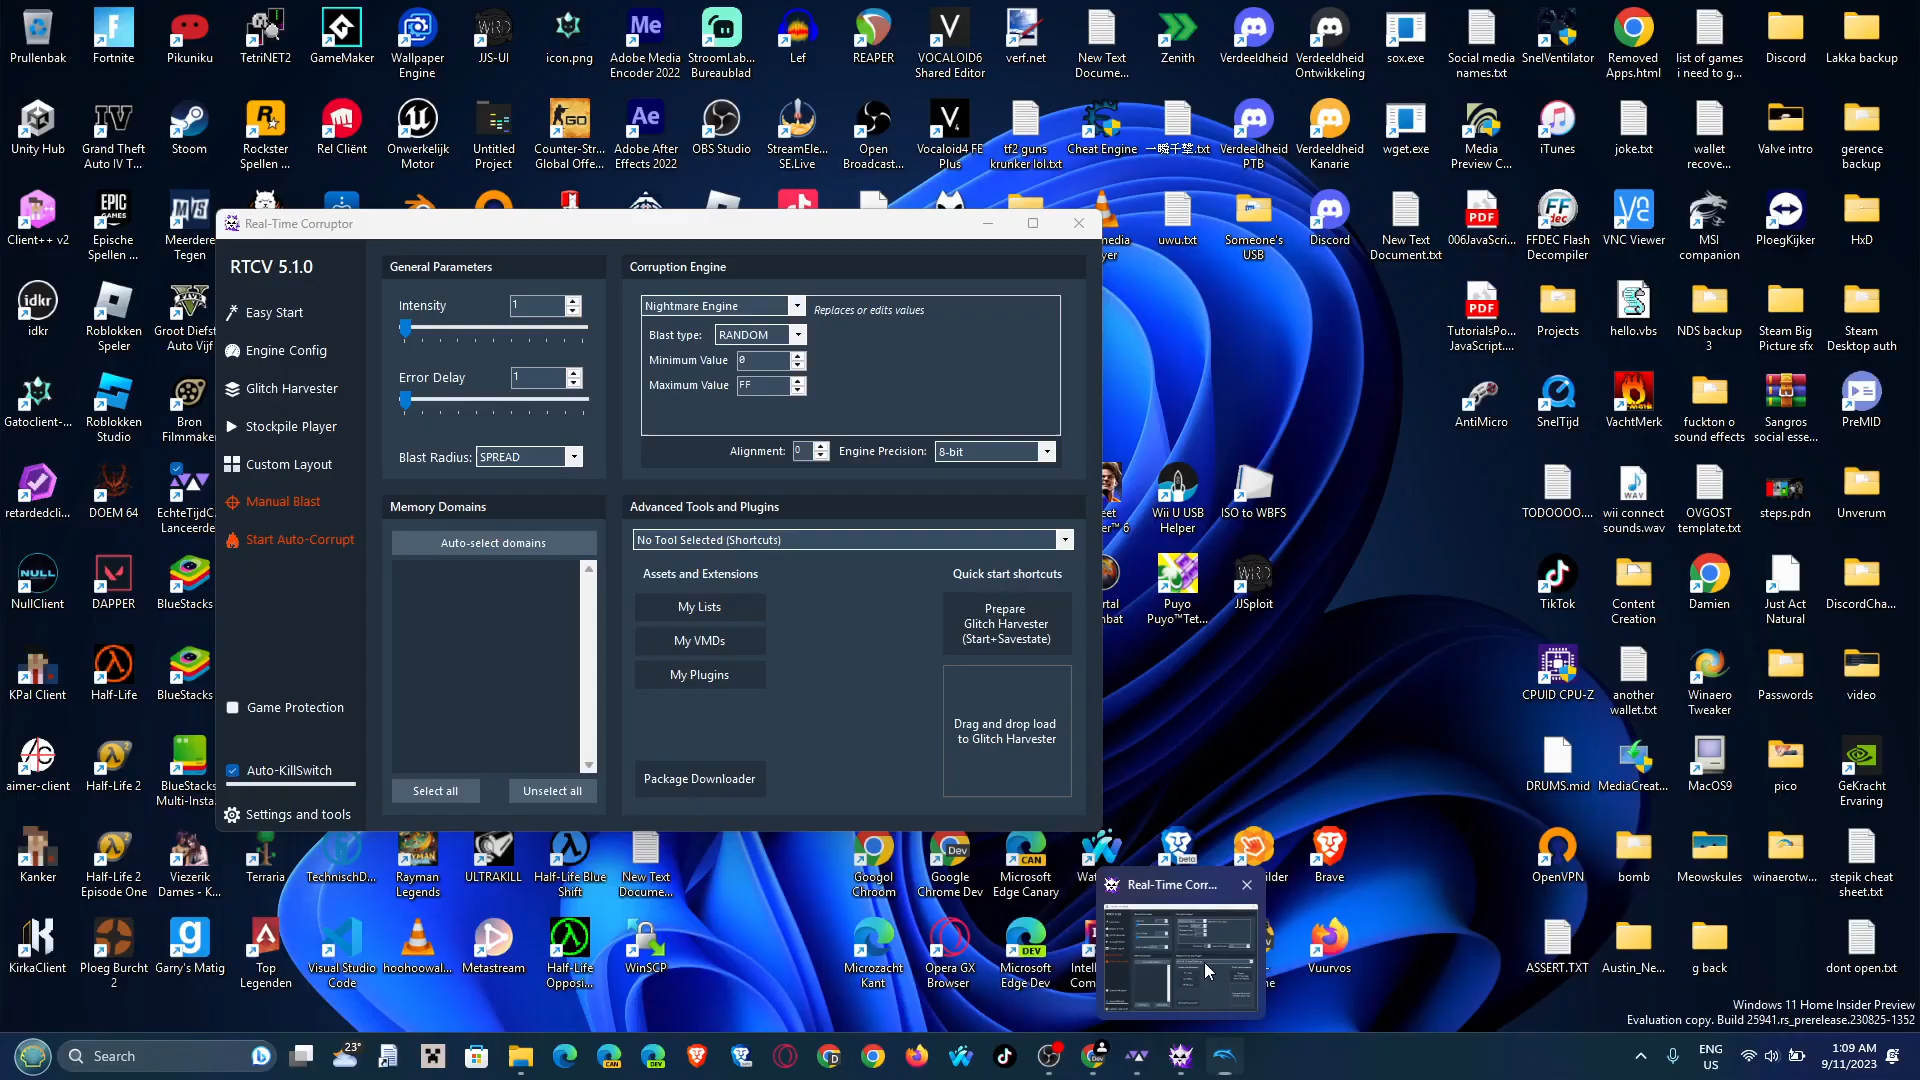 Prullenbak
Fortnite
Pikuniku
TetriNET2
GameMaker
Wallpaper
Engine
JJS-UI
icon.png
Adobe Media
Encoder 2022
StroomLab...
Bureaublad
Lef
REAPER
VOCALOID6
Shared Editor
verf.net
New Text
Docume...
Zenith
Verdeeldheid
Verdeeldheid
Ontwikkeling
sox.exe
Social media
names.txt
SnelVentilator
Removed
Apps.html
list of games
i need to g...
Discord
Lakka backup
Unity Hub
Grand Theft
Auto IV T...
Stoom
Rockster
Spellen ...
Rel Cliënt
Onwerkelijk
Motor
Untitled
Project
Counter-Str...
Global Offe...
Adobe After
Effects 2022
OBS Studio
StreamEle...
SE.Live
Open
Broadcast...
Vocaloid4 FE
Plus
tf2 guns
krunker lol.txt
Cheat Engine
一瞬千撃.txt
Verdeeldheid
PTB
Verdeeldheid
Kanarie
wget.exe
Media
Preview C...
iTunes
joke.txt
wallet
recove...
Valve intro
gerence
backup
Client++ v2
Epische
Spellen ...
Meerdere
Tegen
uwu.txt
Someone's
USB
Discord
New Text
Document.txt
006JavaScri...
FFDEC Flash
Decompiler
VNC Viewer
MSI
companion
PloegKijker
HxD
Real-Time Corruptor
RTCV 5.1.0
Easy Start
Engine Config
Glitch Harvester
Stockpile Player
Custom Layout
Manual Blast
Start Auto-Corrupt
Game Protection
Auto-KillSwitch
Settings and tools
General Parameters
Intensity
1
Error Delay
1
Blast Radius: SPREAD
Corruption Engine
Nightmare Engine
Replaces or edits values
Blast type: RANDOM
Minimum Value 0
Maximum Value FF
Alignment: 0 Engine Precision: 8-bit
Memory Domains
Auto-select domains
Select all
Unselect all
Advanced Tools and Plugins
No Tool Selected (Shortcuts)
Assets and Extensions
My Lists
My VMDs
My Plugins
Package Downloader
Quick start shortcuts
Prepare
Glitch Harvester
(Start+Savestate)
Drag and drop load
to Glitch Harvester
idkr
Roblokken
Speler
Groot Diefst
Auto Vijf
TutorialsPo...
JavaScript....
Projects
hello.vbs
NDS backup
3
Steam Big
Picture sfx
Steam
Desktop auth
Gatoclient-...
Roblokken
Studio
Bron
Filmmaker
AntiMicro
SnelTijd
VachtMerk
fuckton o
sound effects
Sangros
social esse...
PreMID
retardedcli...
DOEM 64
EchteTijdC...
Lanceerde
Wii U USB
Helper
ISO to WBFS
TODOOOO....
wii connect
sounds.wav
OVGOST
template.txt
steps.pdn
Unverum
NullClient
DAPPER
BlueStacks
Puyo
Puyo™Tet...
JJSploit
TikTok
Content
Creation
Damien
Just Act
Natural
DiscordCha...
KPal Client
Half-Life
BlueStacks
CPUID CPU-Z
another
wallet.txt
Winaero
Tweaker
Passwords
video
aimer-client
Half-Life 2
BlueStacks
Multi-Insta...
DRUMS.mid
MediaCreat...
MacOS9
pico
GeKracht
Ervaring
Kanker
Half-Life 2
Episode One
Viezerik
Dames - K...
Terraria
TechnischD...
Rayman
Legends
ULTRAKILL
Half-Life Blue
Shift
New Text
Docume...
Googol
Chroom
Google
Chrome Dev
Microsoft
Edge Canary
Brave
OpenVPN
bomb
Meowskules
winaerotw...
stepik cheat
sheet.txt
Real-Time Corr...
KirkaClient
Ploeg Burcht
2
Garry's Matig
Top
Legenden
Visual Studio
Code
hoohoowal...
Metastream
Half-Life
Opposi...
WinSCP
Microzacht
Kant
Opera GX
Browser
Microsoft
Edge Dev
Vuurvos
ASSERT.TXT
Austin_Ne...
g back
dont open.txt
Windows 11 Home Insider Preview
Evaluation copy. Build 25941.rs_prerelease.230825-1352
Search
23°
ENG
US
1:09 AM
9/11/2023